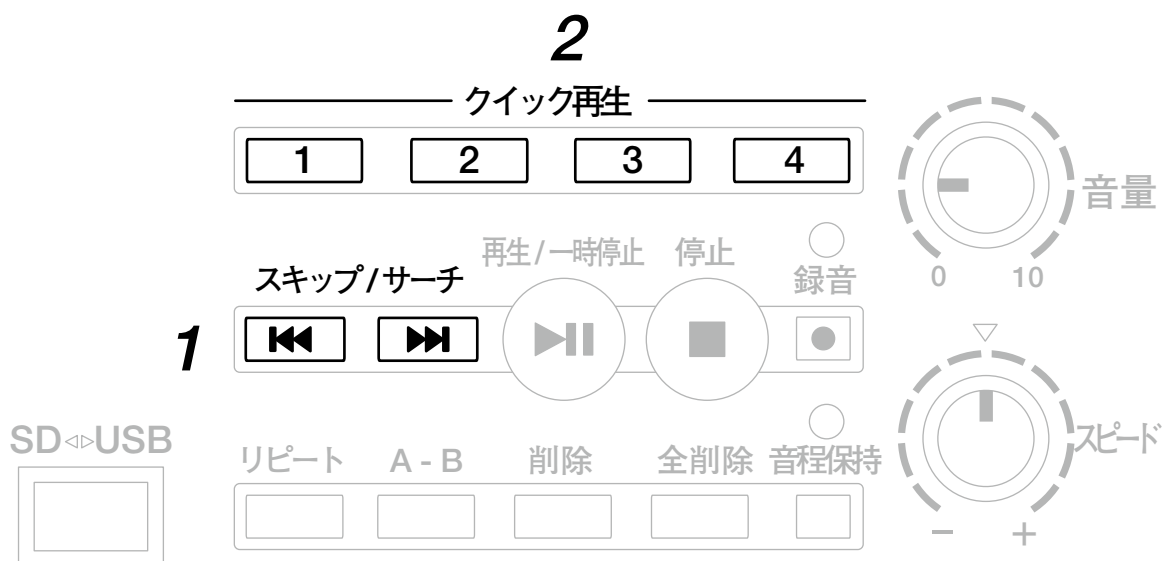 2
クイック再生
1 2 3 4
音量
0 10
再生/一時停止 停止
録音
スキップ/サーチ
1
スピード
− +
SD◁▷USB
リピート A - B 削除 全削除 音程保持